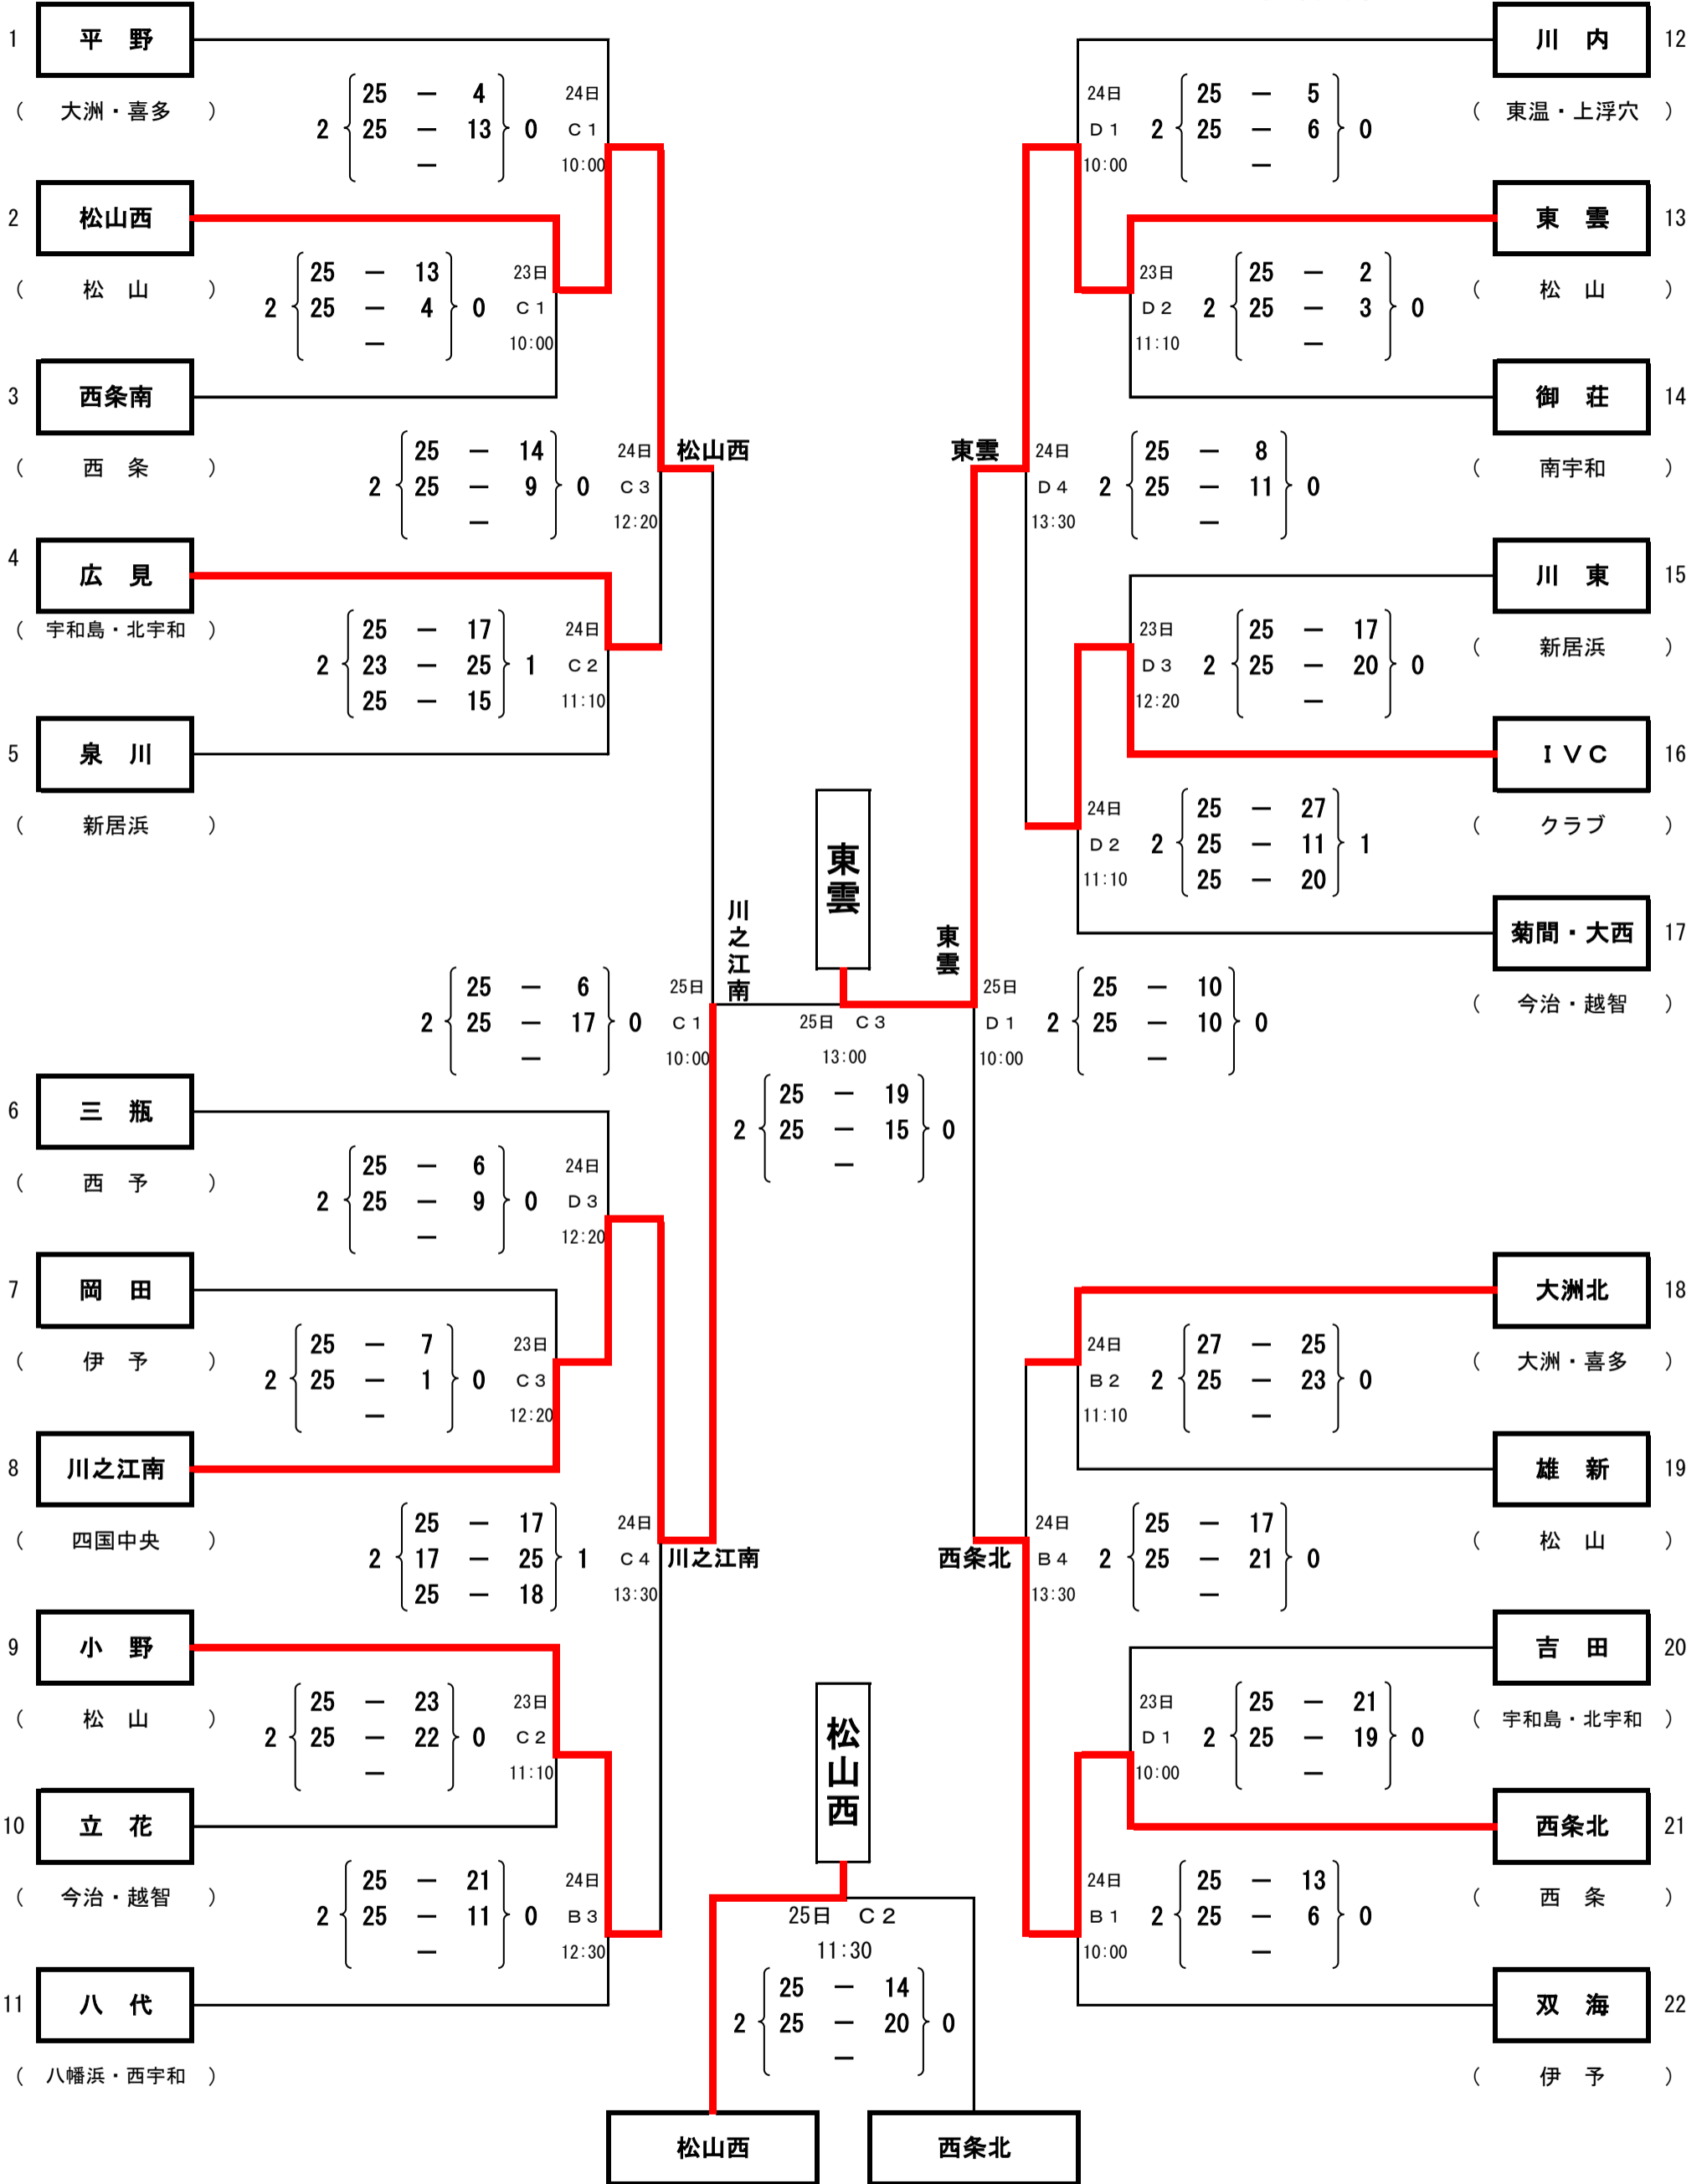 1 平 野 川 内 12
( 大洲・喜多 ) 25 ― 4 24日 24日 25 ― 5 ( 東温・上浮穴 )
2 25 ― 13 0 C1 D1 2 25 ― 6 0
― 10:00 10:00 ―
2 松山西 東 雲 13
( 松 山 ) 25 ― 13 23日 23日 25 ― 2 ( 松 山 )
2 25 ― 4 0 C1 D2 2 25 ― 3 0
― 10:00 11:10 ―
3 西条南 御 荘 14
( 西 条 ) 25 ― 14 24日 松山西 東雲 24日 25 ― 8 ( 南宇和 )
2 25 ― 9 0 C3 D4 2 25 ― 11 0
― 12:20 13:30 ―
4 広 見 川 東 15
( 宇和島・北宇和 ) 25 ― 17 24日 23日 25 ― 17 ( 新居浜 )
2 23 ― 25 1 C2 D3 2 25 ― 20 0
25 ― 15 11:10 12:20 ―
5 泉 川 IVC 16
( 新居浜 ) 24日 25 ― 27 ( クラブ )
D2 2 25 ― 11 1
11:10 25 ― 20
東雲
川之江南 東雲
菊間・大西 17
25 ― 6 25日 25日 25 ― 10 ( 今治・越智 )
2 25 ― 17 0 C1 25日 C3 D1 2 25 ― 10 0
― 10:00 13:00 10:00 ―
25 ― 19
2 25 ― 15 0
―
6 三 瓶
( 西 予 ) 25 ― 6 24日
2 25 ― 9 0 D3
― 12:20
7 岡 田 大洲北 18
( 伊 予 ) 25 ― 7 23日 24日 27 ― 25 ( 大洲・喜多 )
2 25 ― 1 0 C3 B2 2 25 ― 23 0
― 12:20 11:10 ―
8 川之江南 雄 新 19
( 四国中央 ) 25 ― 17 24日 24日 25 ― 17 ( 松 山 )
2 17 ― 25 1 C4 川之江南 西条北 B4 2 25 ― 21 0
25 ― 18 13:30 13:30 ―
9 小 野 吉 田 20
( 松 山 ) 25 ― 23 23日 23日 25 ― 21 ( 宇和島・北宇和 )
2 25 ― 22 0 C2 D1 2 25 ― 19 0
― 11:10 10:00 ―
松山西
10 立 花 西条北 21
( 今治・越智 ) 25 ― 21 24日 24日 25 ― 13 ( 西 条 )
2 25 ― 11 0 B3 25日 C2 B1 2 25 ― 6 0
― 12:30 11:30 10:00 ―
11 八 代 双 海 22
25 ― 14
2 25 ― 20 0
―
( 八幡浜・西宇和 ) ( 伊 予 )
松山西 西条北